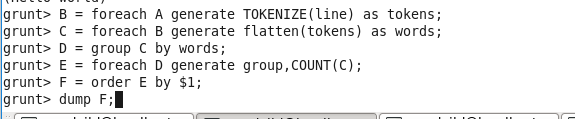 grunt> B = foreach A generate TOKENIZE(line) as tokens;
grunt> C = foreach B generate flatten(tokens) as words;
grunt> D = group C by words;
grunt> E = foreach D generate group,COUNT(C);
grunt> F = order E by $1;
grunt> dump F;